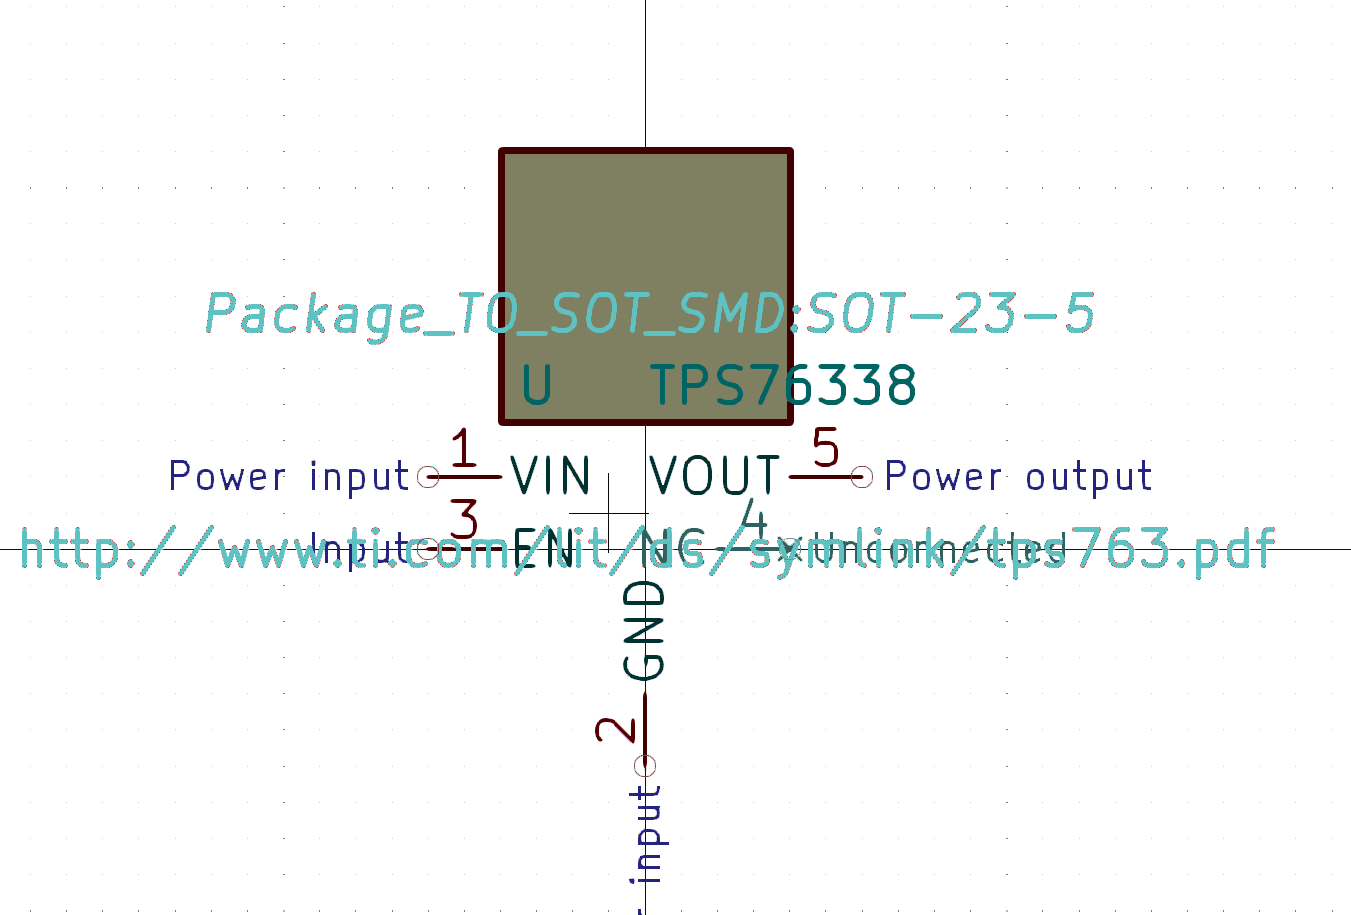 Package_TO_SOT_SMD:SOT-23-5
U TPS76338
1 5
Power input VIN VOUT Power output
3 4
Input EN NC Unconnected
http://www.ti.com/lit/ds/symlink/tps763.pdf
GND
2
input